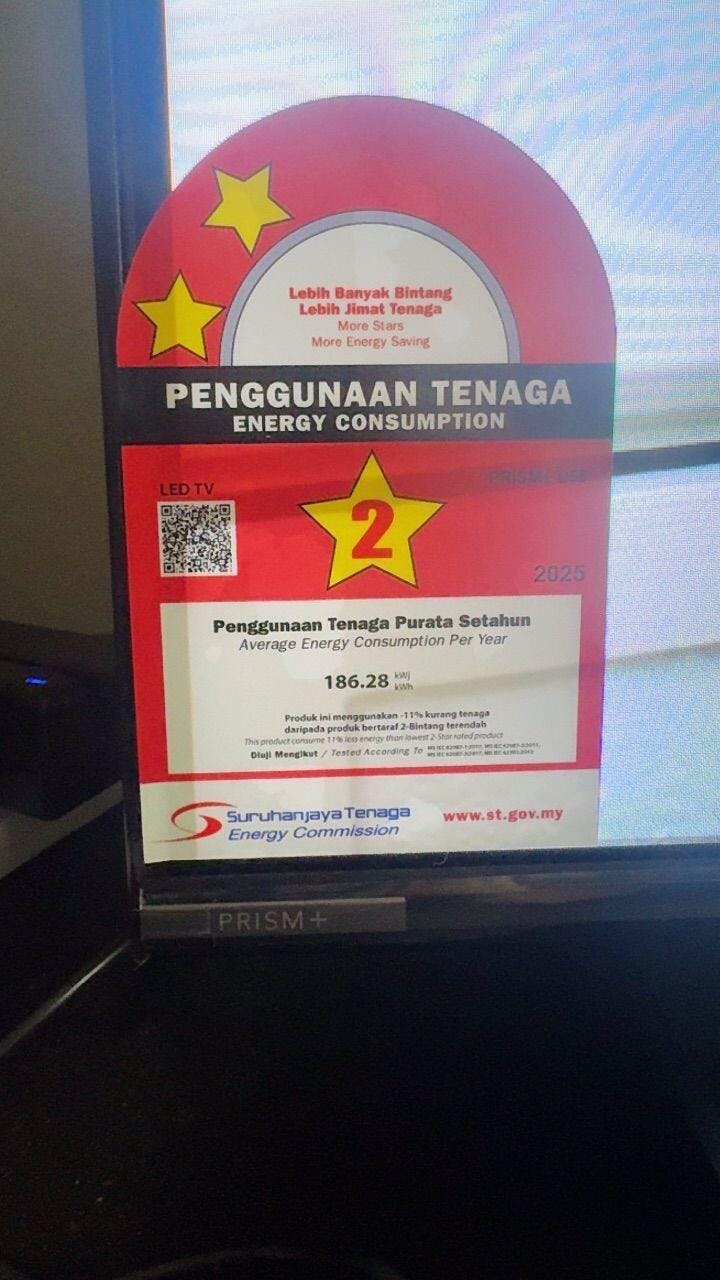 Lebih Banyak Bintang
Lebih Jimat Tenaga
More Stars
More Energy Saving
PENGGUNAAN TENAGA
ENERGY CONSUMPTION
LED TV
PRISM+
2
2025
Penggunaan Tenaga Purata Setahun
Average Energy Consumption Per Year
186.28 kWj
kWh
Produk ini menggunakan -11% kurang tenaga
daripada produk bertaraf 2-Bintang terendah
This product consume 11% less energy than lowest 2-Star rated product
Diuji Mengikut / Tested According To
Suruhanjaya Tenaga
Energy Commission
www.st.gov.my
PRISM+